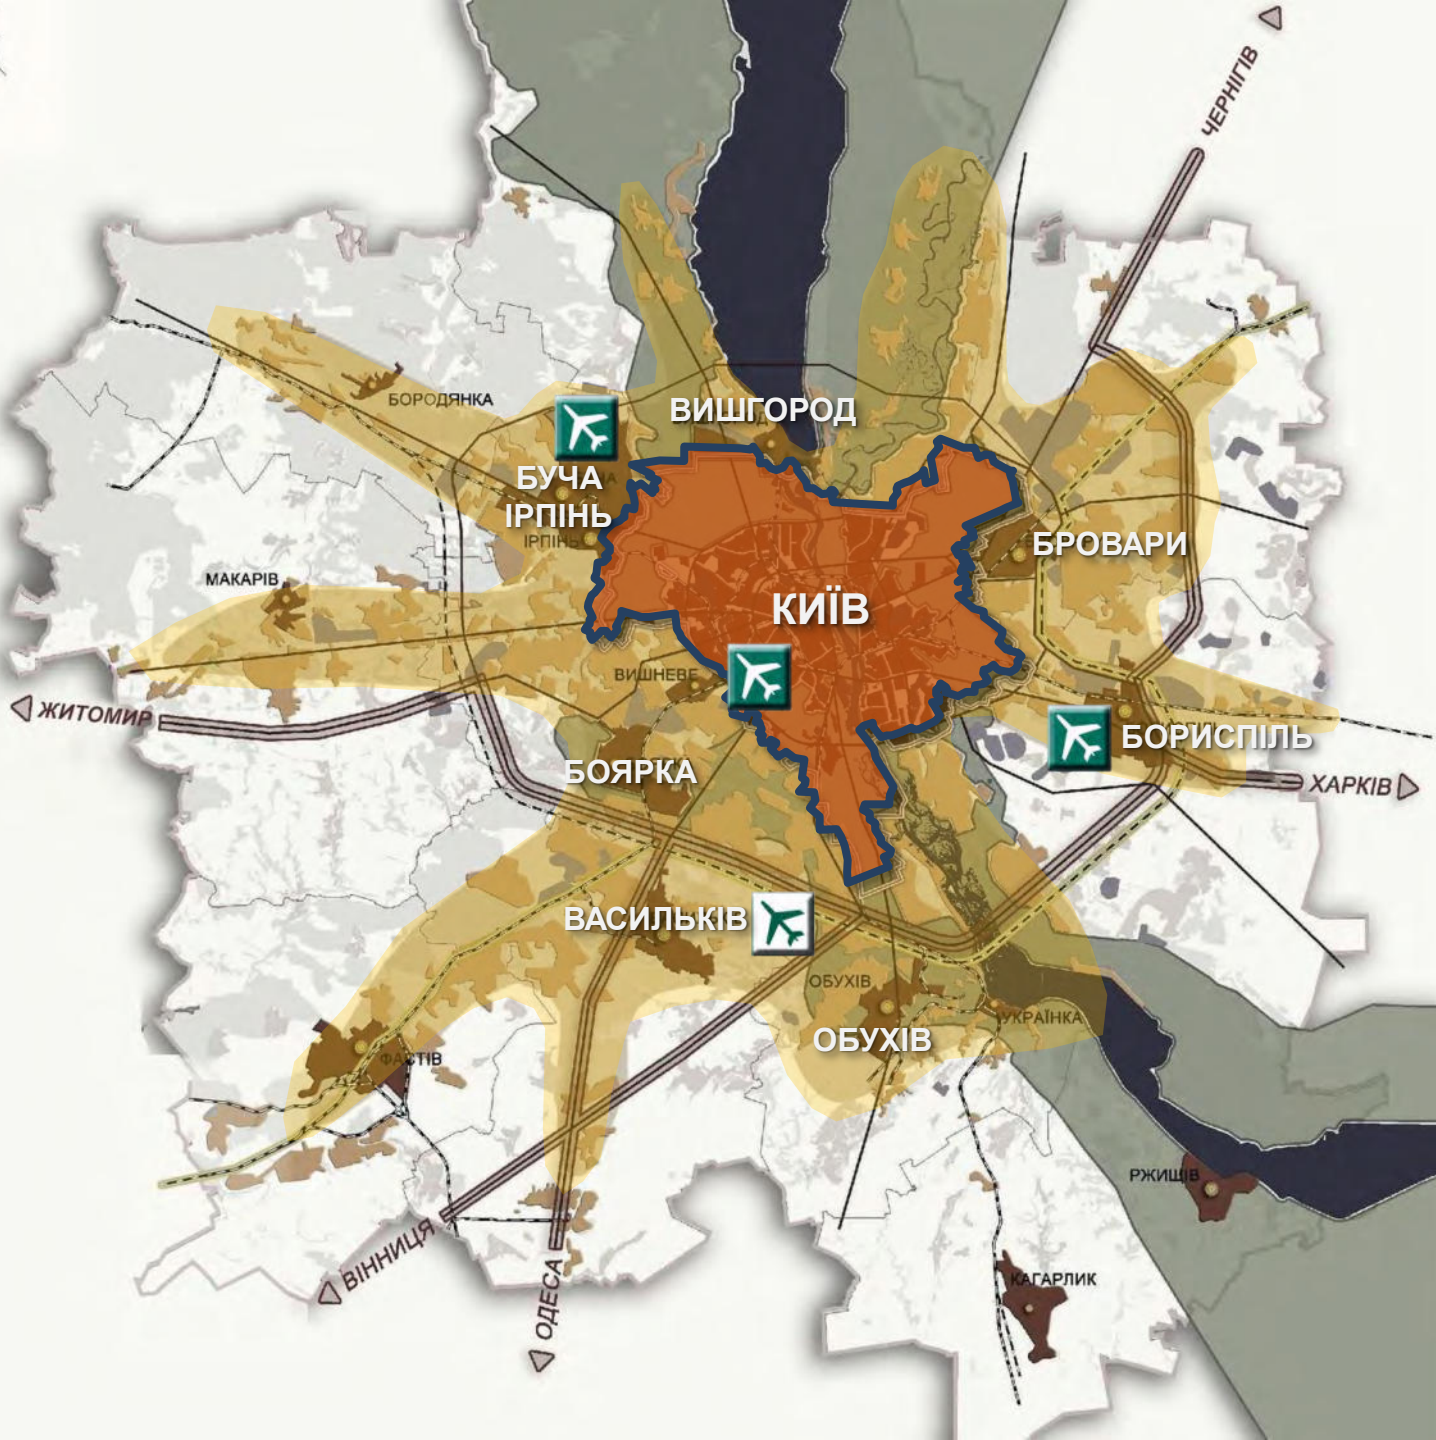 ЧЕРНІГІВ
БОРОДЯНКА
ВИШГОРОД
БУЧА
ІРПІНЬ
ІРПІНЬ
БРОВАРИ
МАКАРІВ
КИЇВ
ВИШНЕВЕ
ЖИТОМИР
БОРИСПІЛЬ
БОЯРКА
ХАРКІВ
ВАСИЛЬКІВ
ОБУХІВ
УКРАЇНКА
ОБУХІВ
ФАСТІВ
РЖИЩІВ
ВІННИЦЯ
ОДЕСА
КАГАРЛИК